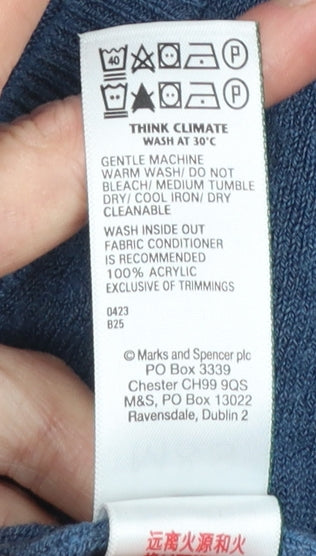 40 P
P
THINK CLIMATE
WASH AT 30°C
GENTLE MACHINE
WARM WASH/ DO NOT
BLEACH/ MEDIUM TUMBLE
DRY/ COOL IRON/ DRY
CLEANABLE
WASH INSIDE OUT
FABRIC CONDITIONER
IS RECOMMENDED
100% ACRYLIC
EXCLUSIVE OF TRIMMINGS
0423
B25
© Marks and Spencer plc
PO Box 3339
Chester CH99 9QS
M&S, PO Box 13022
Ravensdale, Dublin 2
远离火源和火